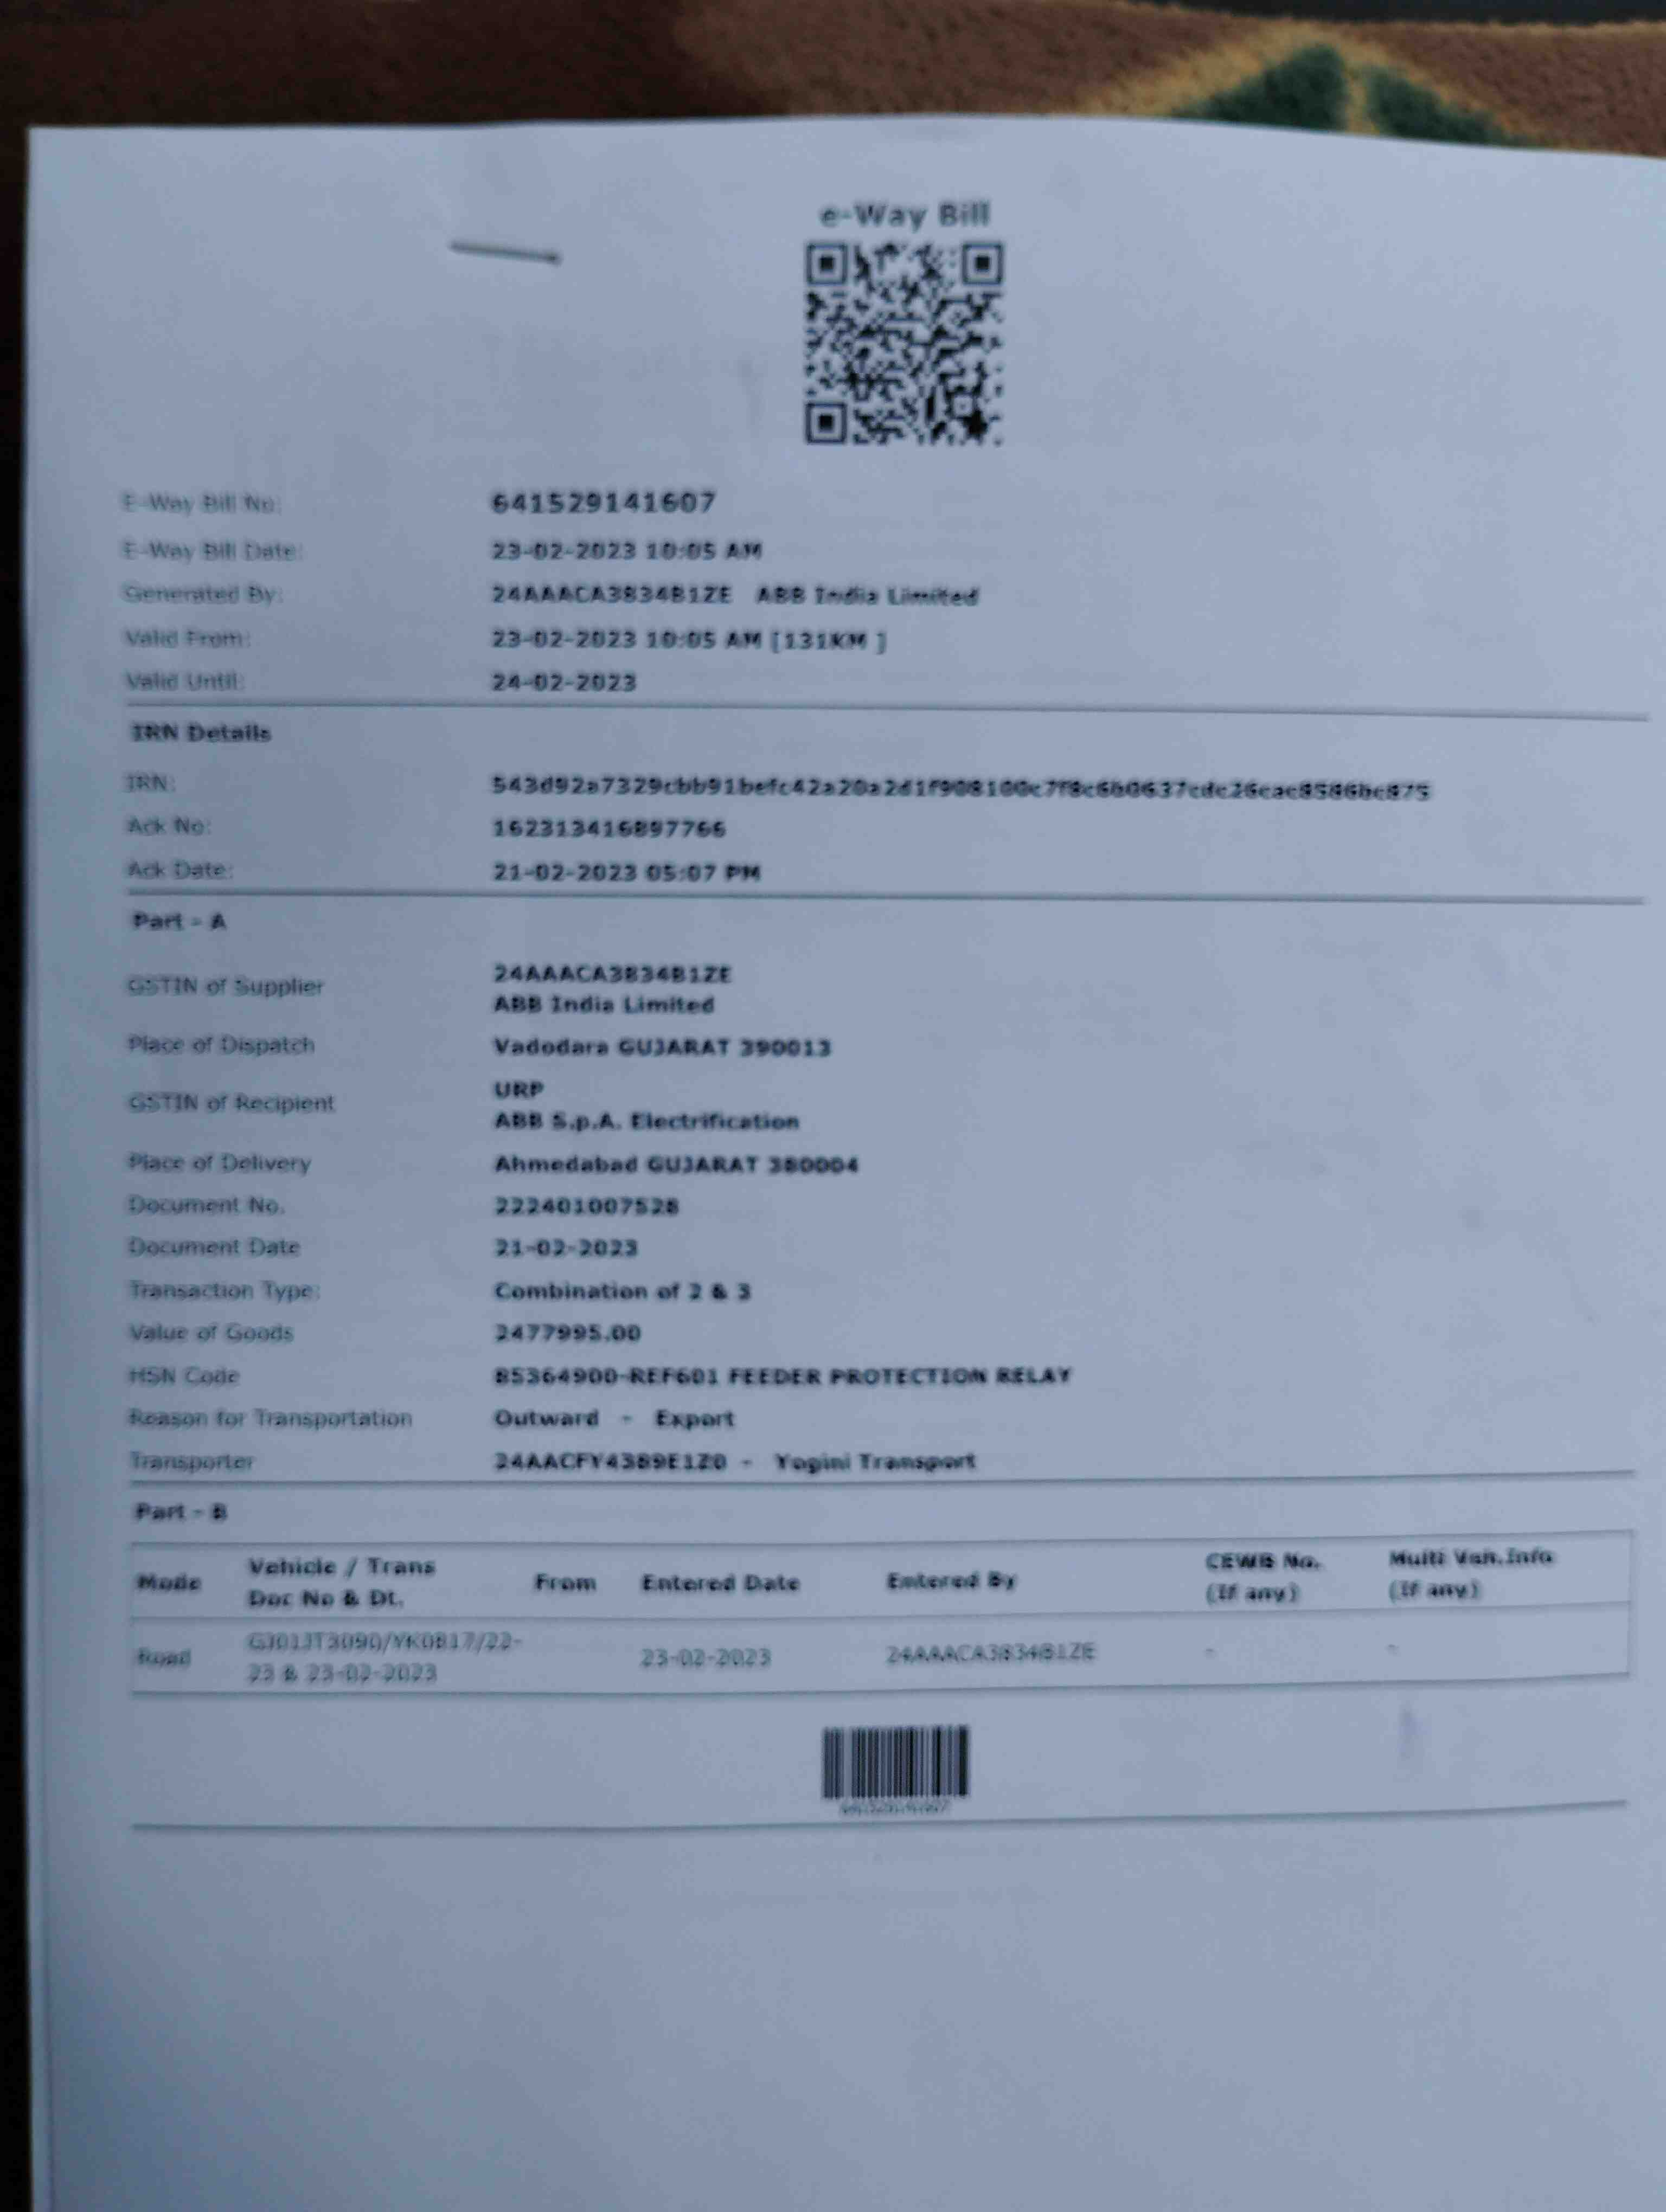 e-Way Bill
E-Way Bill No: 641529141607
E-Way Bill Date: 23-02-2023 10:05 AM
Generated By: 24AAACA3834B1ZE ABB India Limited
Valid From: 23-02-2023 10:05 AM [131KM ]
Valid Until: 24-02-2023
IRN Details
IRN:
Ack No: 162313416897766
Ack Date: 21-02-2023 05:07 PM
Part - A
GSTIN of Supplier 24AAACA3834B1ZE
ABB India Limited
Place of Dispatch Vadodara GUJARAT 390013
GSTIN of Recipient URP
ABB S.p.A. Electrification
Place of Delivery Ahmedabad GUJARAT 380004
Document No. 222401007528
Document Date 21-02-2023
Transaction Type: Combination of 2 & 3
Value of Goods 2477995.00
HSN Code 85364900-REF601 FEEDER PROTECTION RELAY
Reason for Transportation Outward - Export
Transporter - Yogini Transport
Part - B
Mode Vehicle / Trans Doc No & Dt. From Entered Date Entered By CEWB No. (If any) Multi Veh.Info (If any)
Road 23-02-2023 24AAACA3834B1ZE - -
23 & 23-02-2023